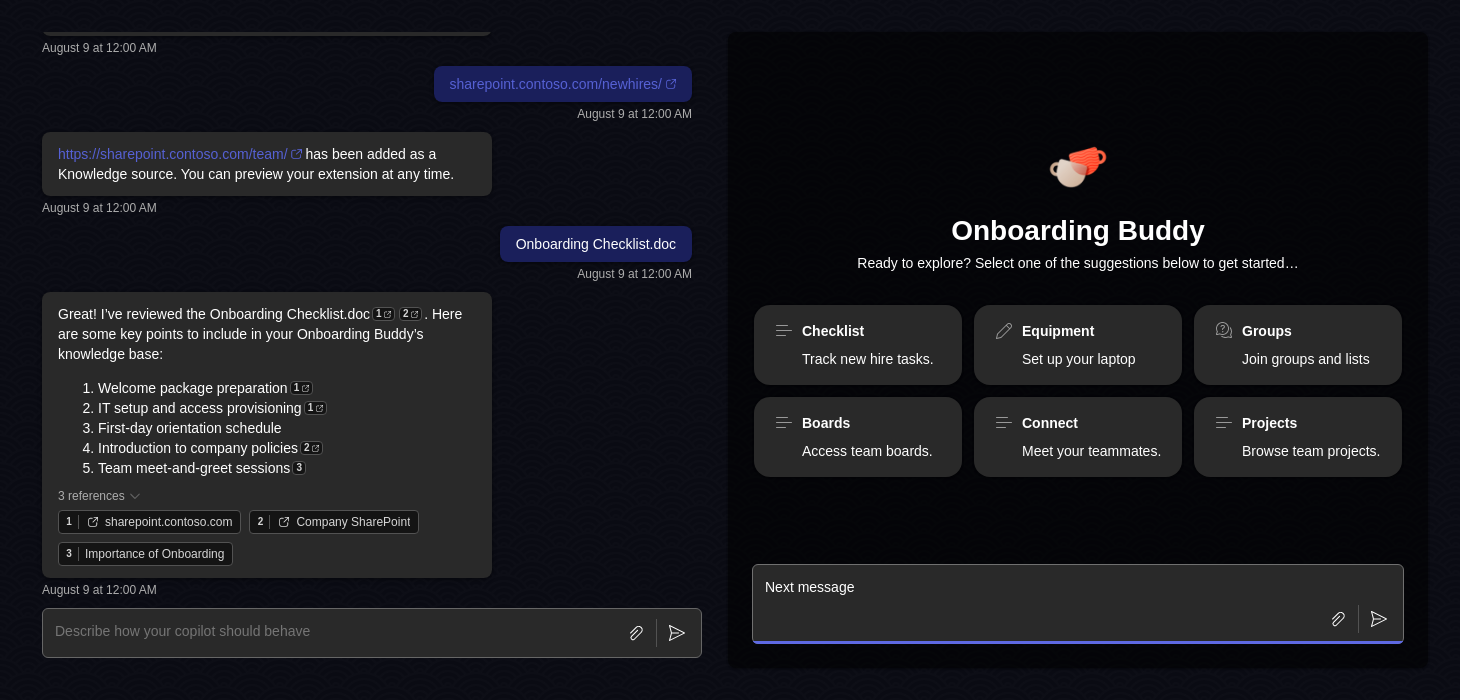 August 9 at 12:00 AM
sharepoint.contoso.com/newhires/
August 9 at 12:00 AM
https://sharepoint.contoso.com/team/ has been added as a
Knowledge source. You can preview your extension at any time.
August 9 at 12:00 AM
Onboarding Checklist.doc
August 9 at 12:00 AM
Great! I’ve reviewed the Onboarding Checklist.doc 1 2 . Here
are some key points to include in your Onboarding Buddy’s
knowledge base:
1. Welcome package preparation 1
2. IT setup and access provisioning 1
3. First-day orientation schedule
4. Introduction to company policies 2
5. Team meet-and-greet sessions 3
3 references
1 sharepoint.contoso.com 2 Company SharePoint
3 Importance of Onboarding
August 9 at 12:00 AM
Describe how your copilot should behave
Onboarding Buddy
Ready to explore? Select one of the suggestions below to get started…
Checklist
Track new hire tasks.
Equipment
Set up your laptop
Groups
Join groups and lists
Boards
Access team boards.
Connect
Meet your teammates.
Projects
Browse team projects.
Next message